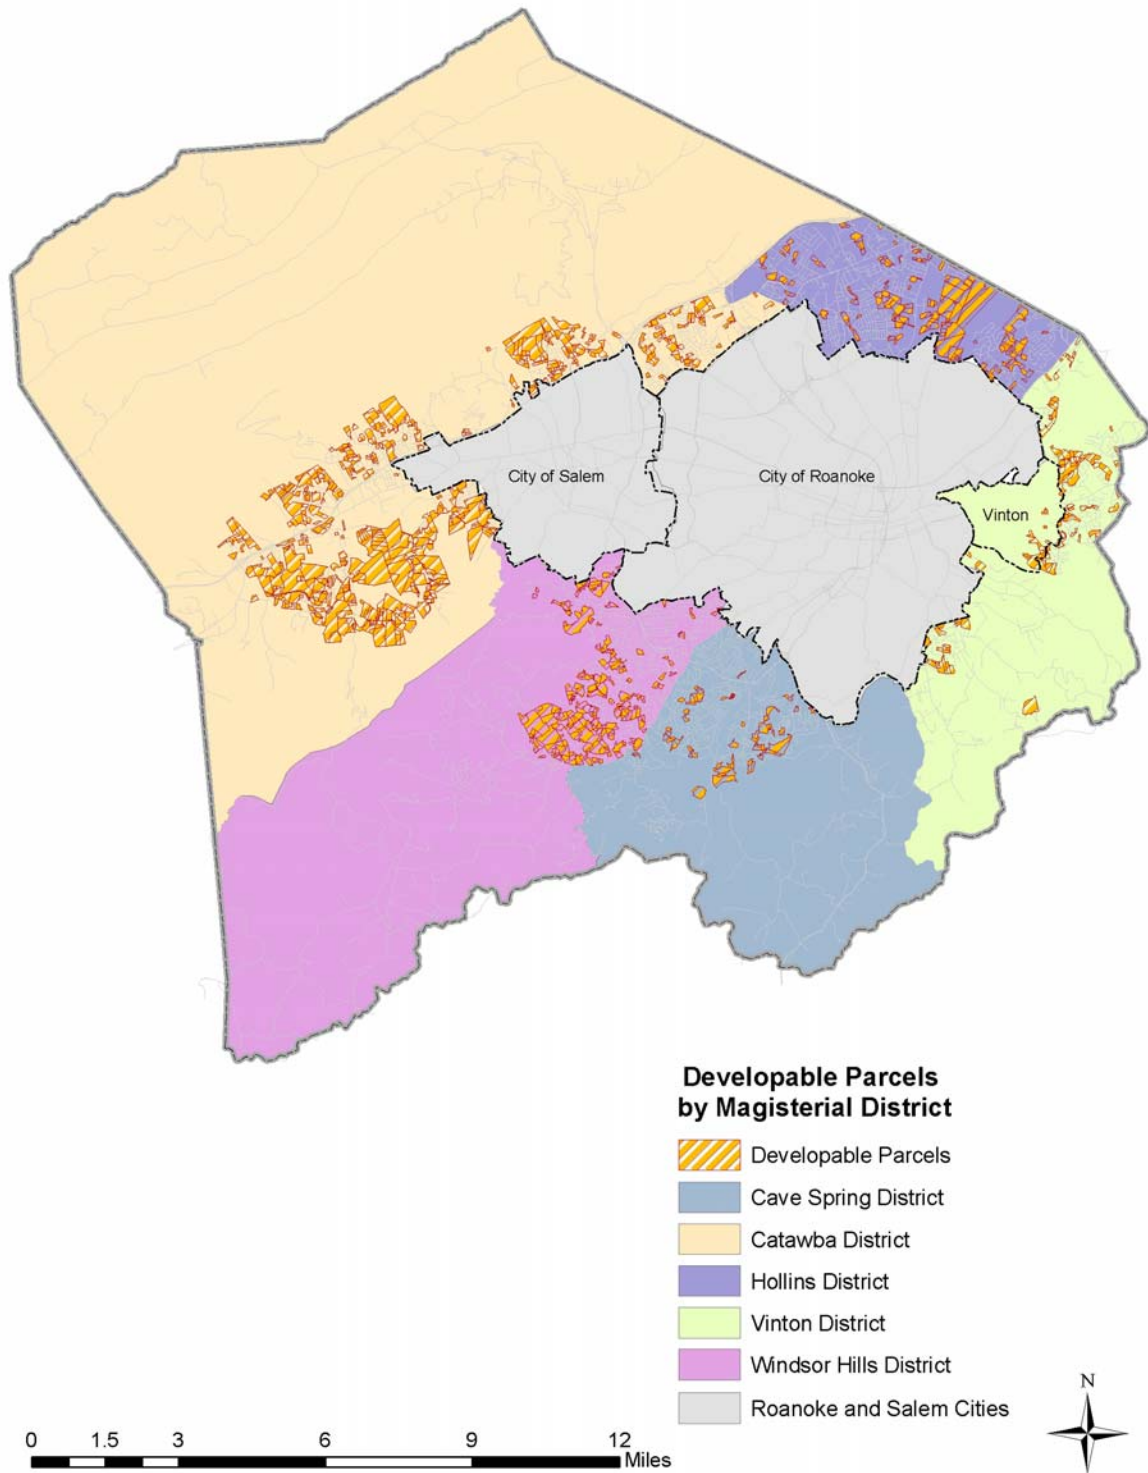 City of Salem
City of Roanoke
Vinton
Developable Parcels
by Magisterial District
Developable Parcels
Cave Spring District
Catawba District
Hollins District
Vinton District
Windsor Hills District
Roanoke and Salem Cities
N
0 1.5 3 6 9 12
Miles